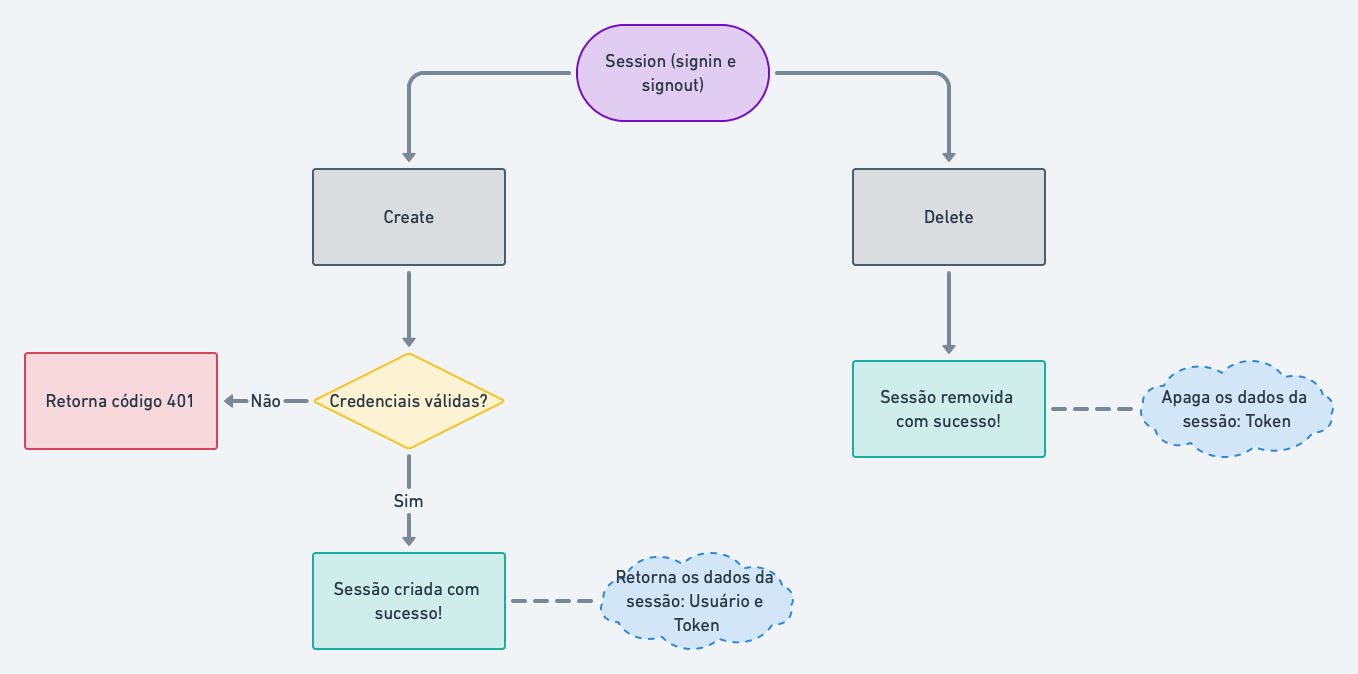 Session (signin e
signout)
Create
Delete
Retorna código 401
Não
Credenciais válidas?
Sessão removida
com sucesso!
Apaga os dados da
sessão: Token
Sim
Sessão criada com
sucesso!
Retorna os dados da
sessão: Usuário e
Token